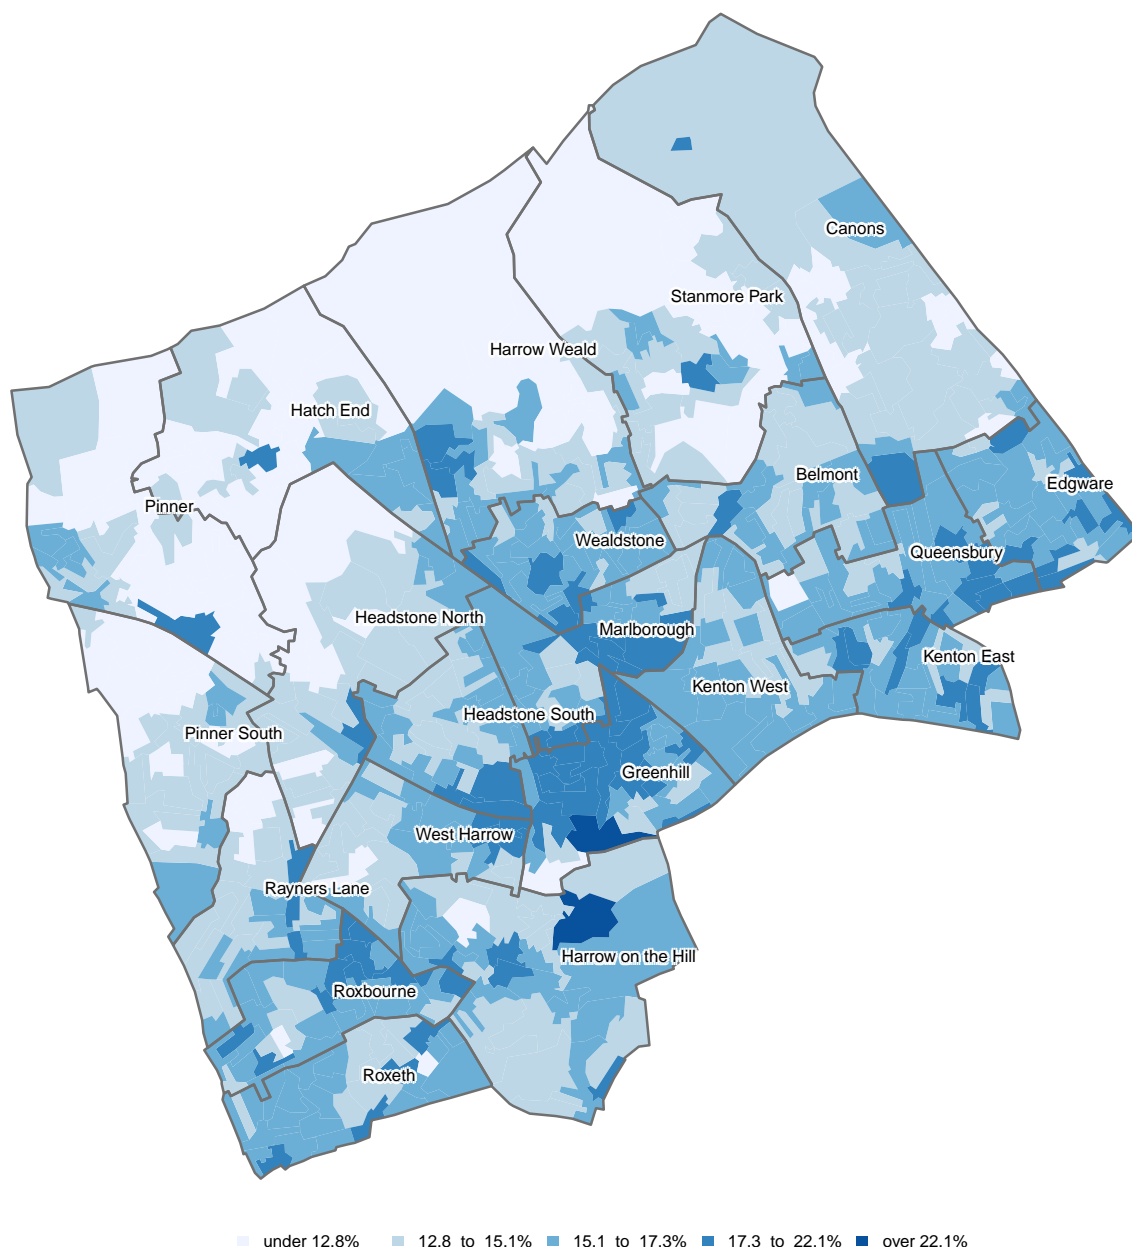 Canons
Stanmore Park
Harrow Weald
Hatch End
Belmont
Edgware
Pinner
Wealdstone
Queensbury
Headstone North
Marlborough
Kenton East
Kenton West
Headstone South
Pinner South
Greenhill
West Harrow
Rayners Lane
Harrow on the Hill
Roxbourne
Roxeth
under 12.8% 12.8 to 15.1% 15.1 to 17.3% 17.3 to 22.1% over 22.1%